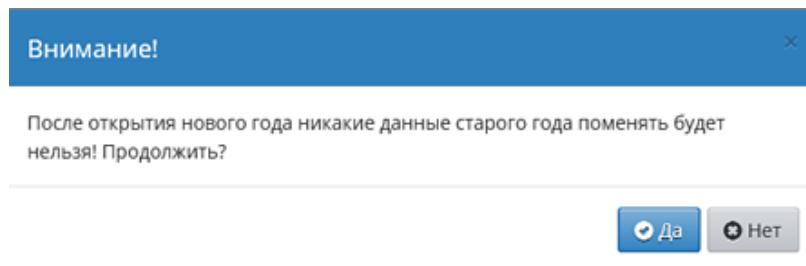 Внимание!
После открытия нового года никакие данные старого года поменять будет
нельзя! Продолжить?
Да Нет